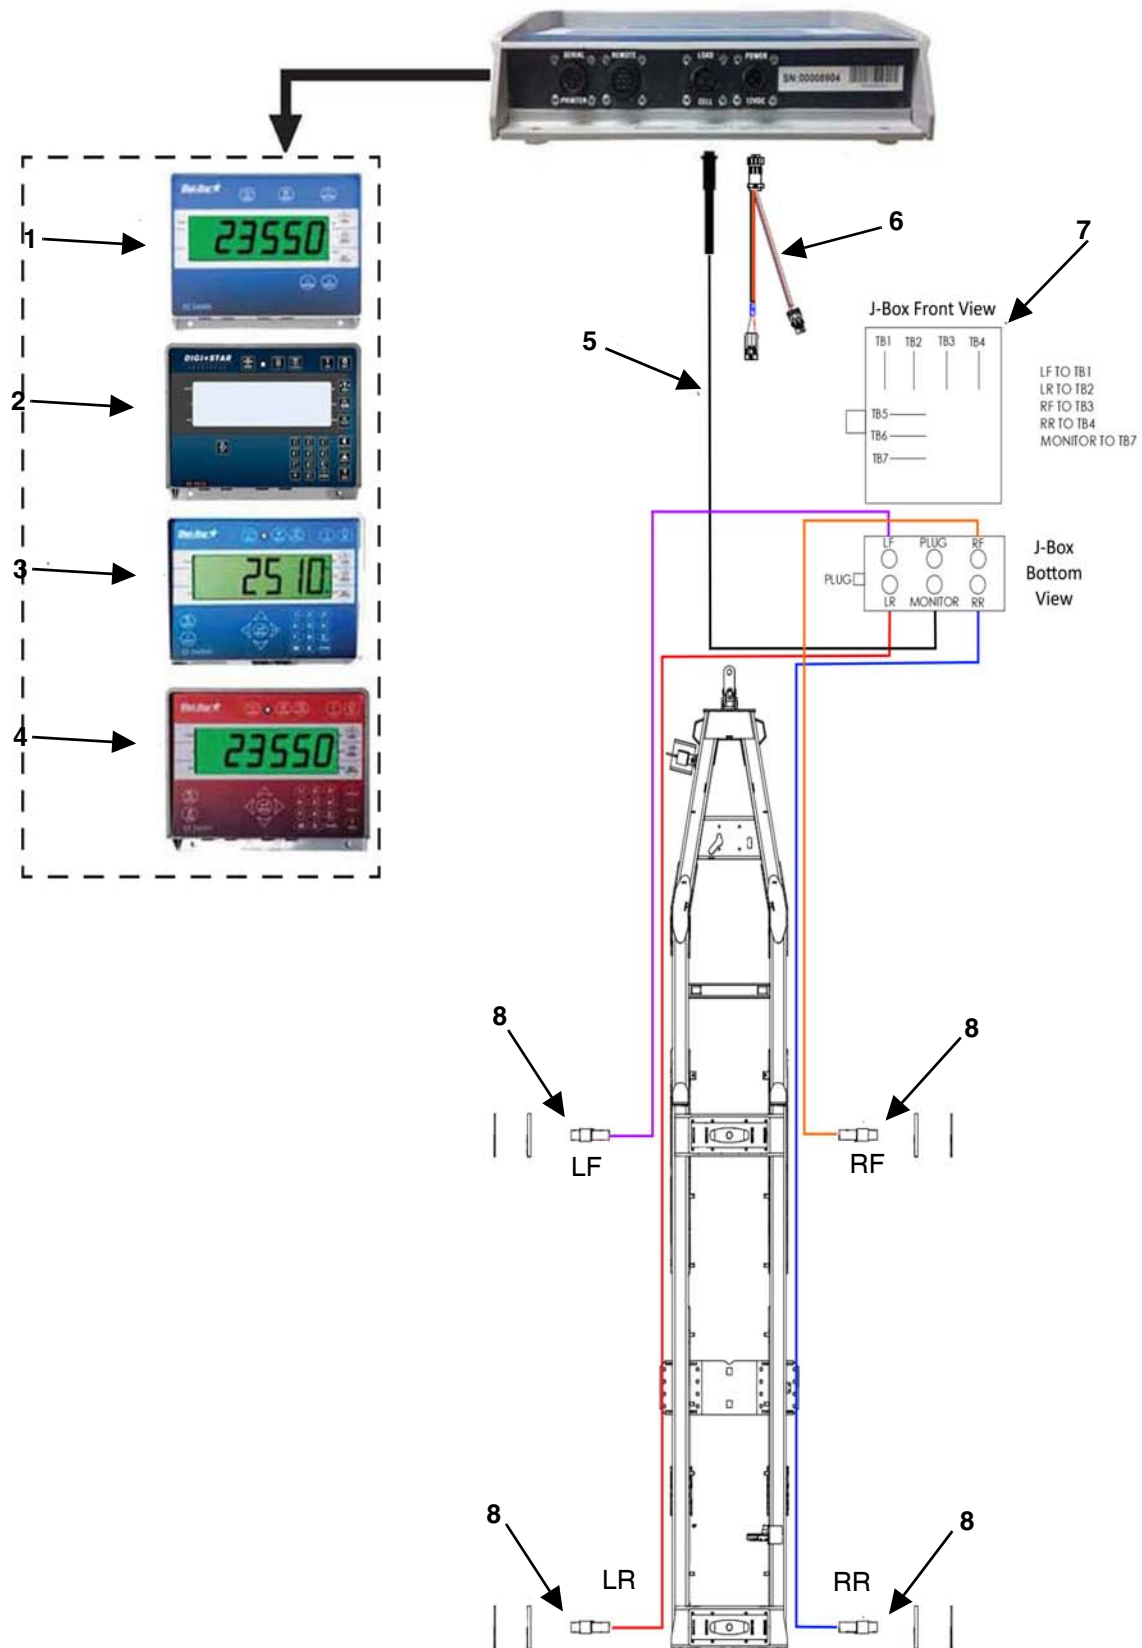 SERIAL
REMOTE
LOAD
POWER
PRINTER
CELL
12VDC
SN:00008904
1
23550
2
DIGI★STAR
3
2510
4
23550
5
6
7
J-Box Front View
TB1 TB2 TB3 TB4
TB5
TB6
TB7
LF TO TB1
LR TO TB2
RF TO TB3
RR TO TB4
MONITOR TO TB7
LF PLUG RF
PLUG
LR MONITOR RR
J-Box
Bottom
View
8
8
LF
RF
8
8
LR
RR